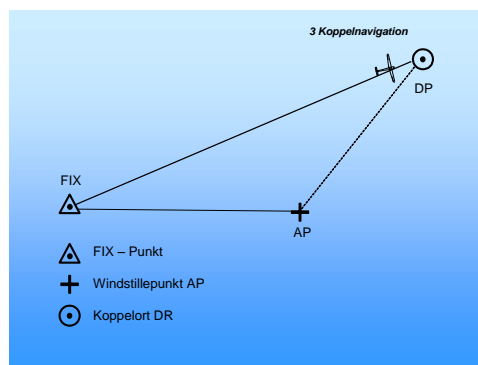 3 Koppelnavigation
DP
FIX
AP
FIX – Punkt
Windstillepunkt AP
Koppelort DR